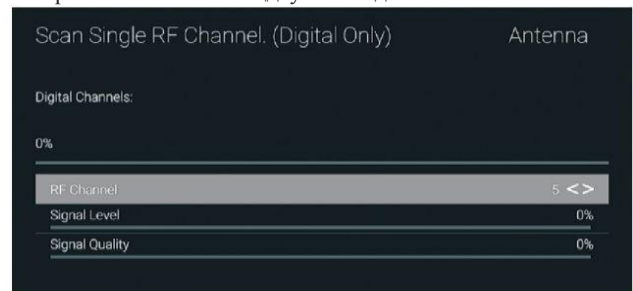 Scan Single RF Channel. (Digital Only) Antenna
Digital Channels:
0%
RF Channel 5 <>
Signal Level 0%
Signal Quality 0%